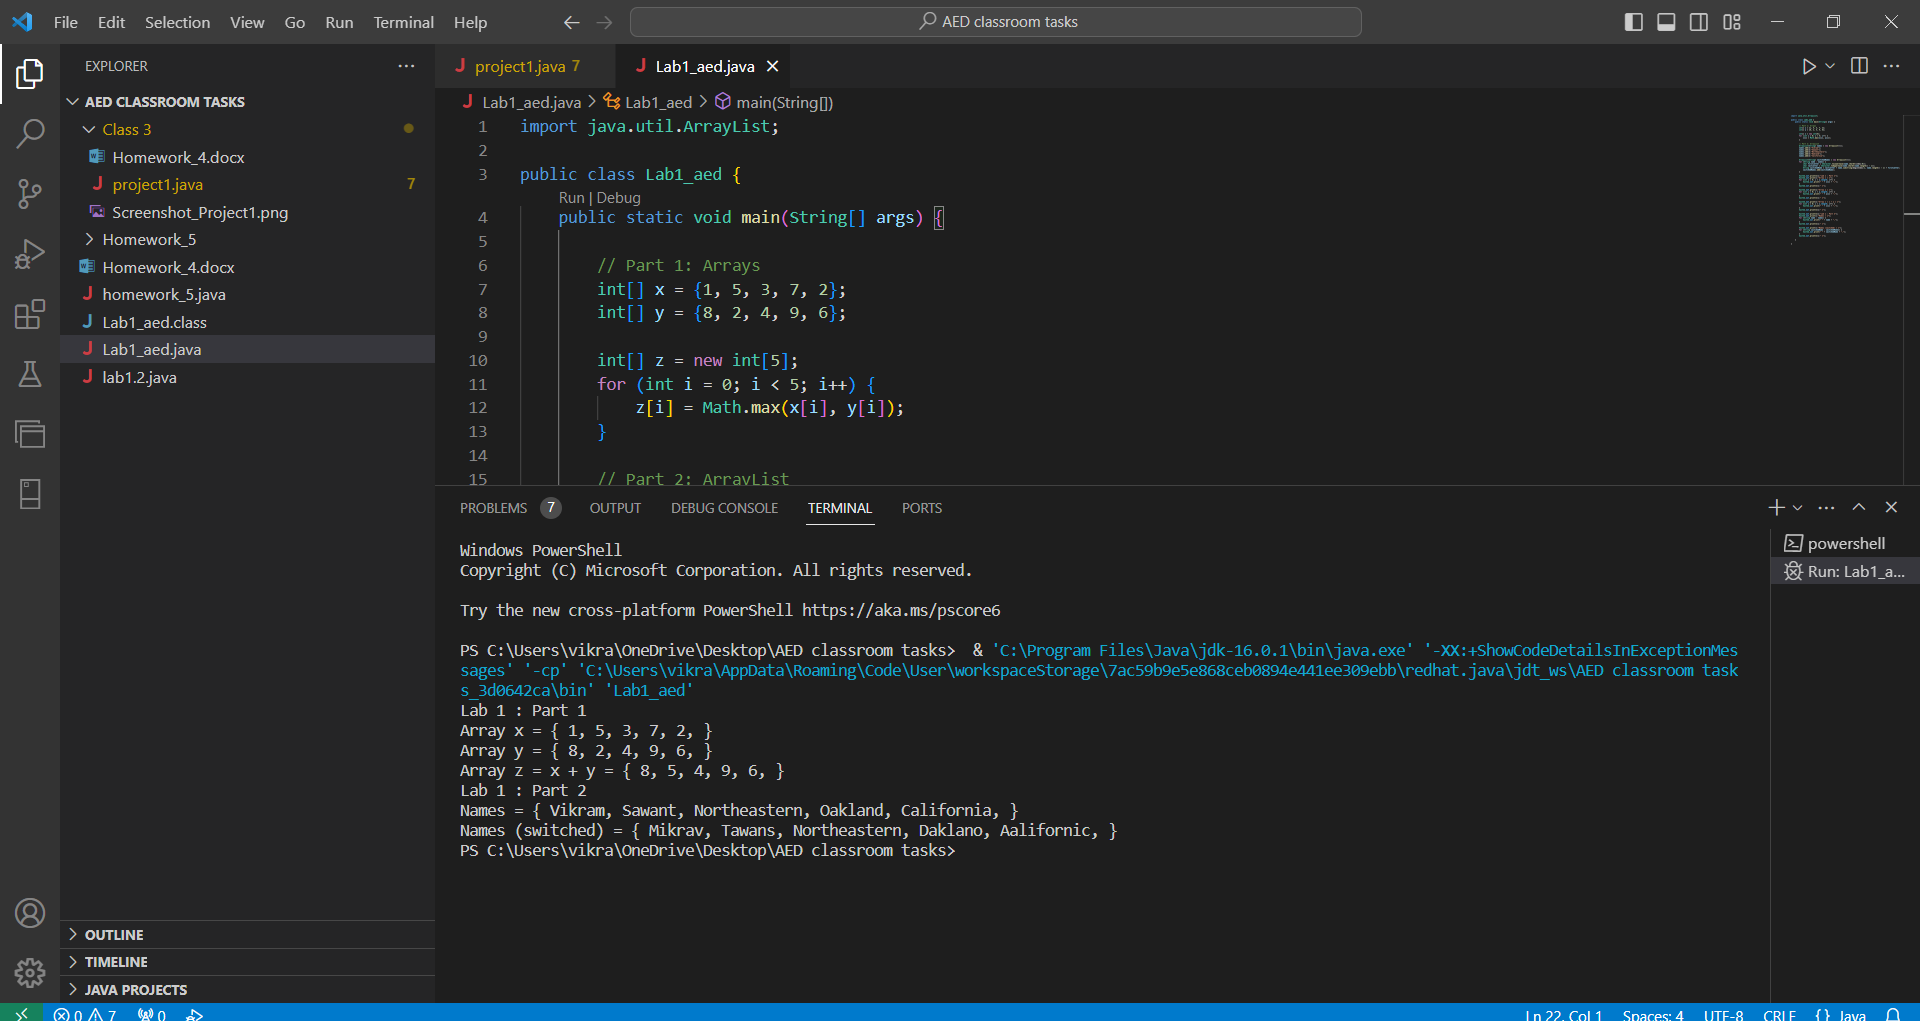 File Edit Selection View Go Run Terminal Help
AED classroom tasks
EXPLORER
AED CLASSROOM TASKS
Class 3
Homework_4.docx
project1.java 7
Screenshot_Project1.png
Homework_5
Homework_4.docx
homework_5.java
Lab1_aed.class
Lab1_aed.java
lab1.2.java
OUTLINE
TIMELINE
JAVA PROJECTS
project1.java 7
Lab1_aed.java
Lab1_aed.java > Lab1_aed > main(String[])
1 import java.util.ArrayList;
2
3 public class Lab1_aed {
Run | Debug
4 public static void main(String[] args) {
5
6 // Part 1: Arrays
7 int[] x = {1, 5, 3, 7, 2};
8 int[] y = {8, 2, 4, 9, 6};
9
10 int[] z = new int[5];
11 for (int i = 0; i < 5; i++) {
12 z[i] = Math.max(x[i], y[i]);
13 }
14
15 // Part 2: ArrayList
PROBLEMS 7 OUTPUT DEBUG CONSOLE TERMINAL PORTS
Windows PowerShell
Copyright (C) Microsoft Corporation. All rights reserved.
Try the new cross-platform PowerShell https://aka.ms/pscore6
PS C:\Users\vikra\OneDrive\Desktop\AED classroom tasks>  & 'C:\Program Files\Java\jdk-16.0.1\bin\java.exe' '-XX:+ShowCodeDetailsInExceptionMes
sages' '-cp' 'C:\Users\vikra\AppData\Roaming\Code\User\workspaceStorage\7ac59b9e5e868ceb0894e441ee309ebb\redhat.java\jdt_ws\AED classroom task
s_3d0642ca\bin' 'Lab1_aed'
Lab 1 : Part 1
Array x = { 1, 5, 3, 7, 2, }
Array y = { 8, 2, 4, 9, 6, }
Array z = x + y = { 8, 5, 4, 9, 6, }
Lab 1 : Part 2
Names = { Vikram, Sawant, Northeastern, Oakland, California, }
Names (switched) = { Mikrav, Tawans, Northeastern, Daklano, Aalifornic, }
PS C:\Users\vikra\OneDrive\Desktop\AED classroom tasks>
powershell
Run: Lab1_a...
0 7 0
Ln 22, Col 1 Spaces: 4 UTF-8 CRLF {} Java